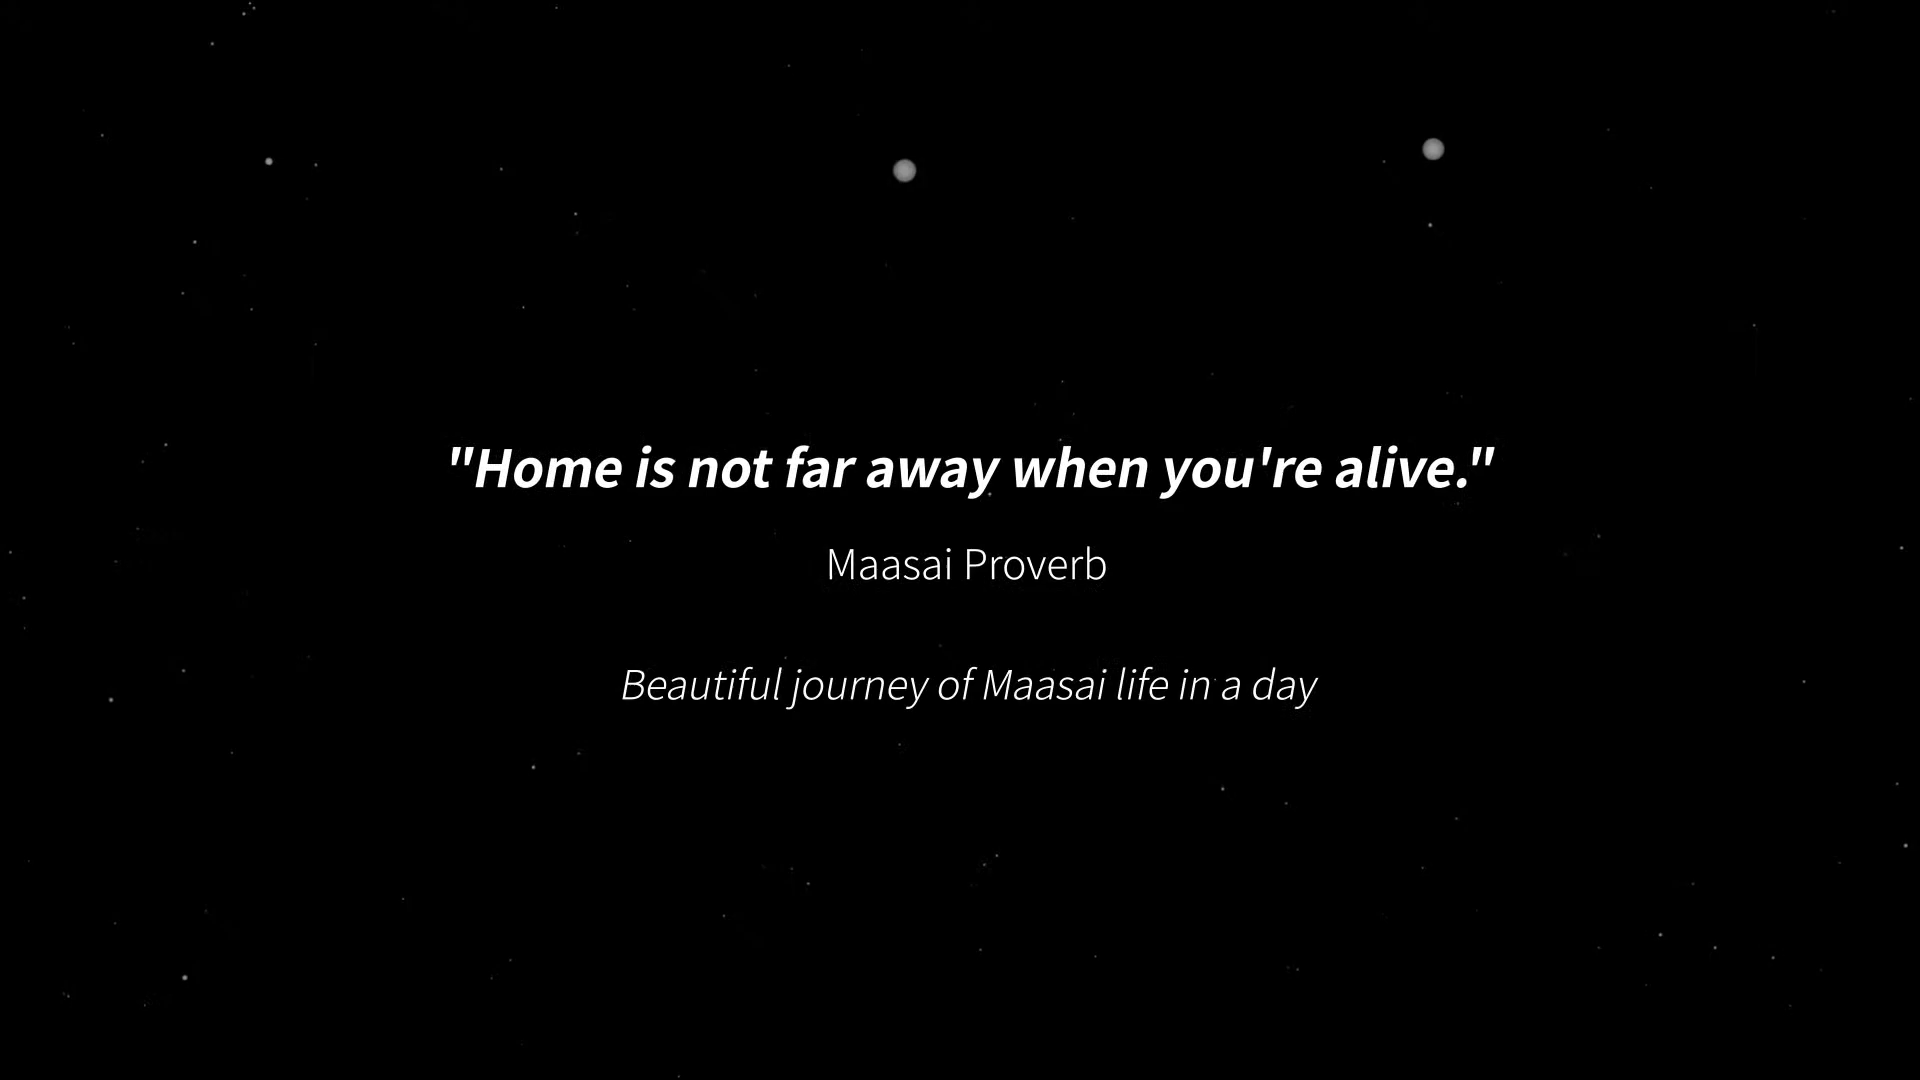 "Home is not far away when you're alive."
Maasai Proverb
Beautiful journey of Maasai life in a day